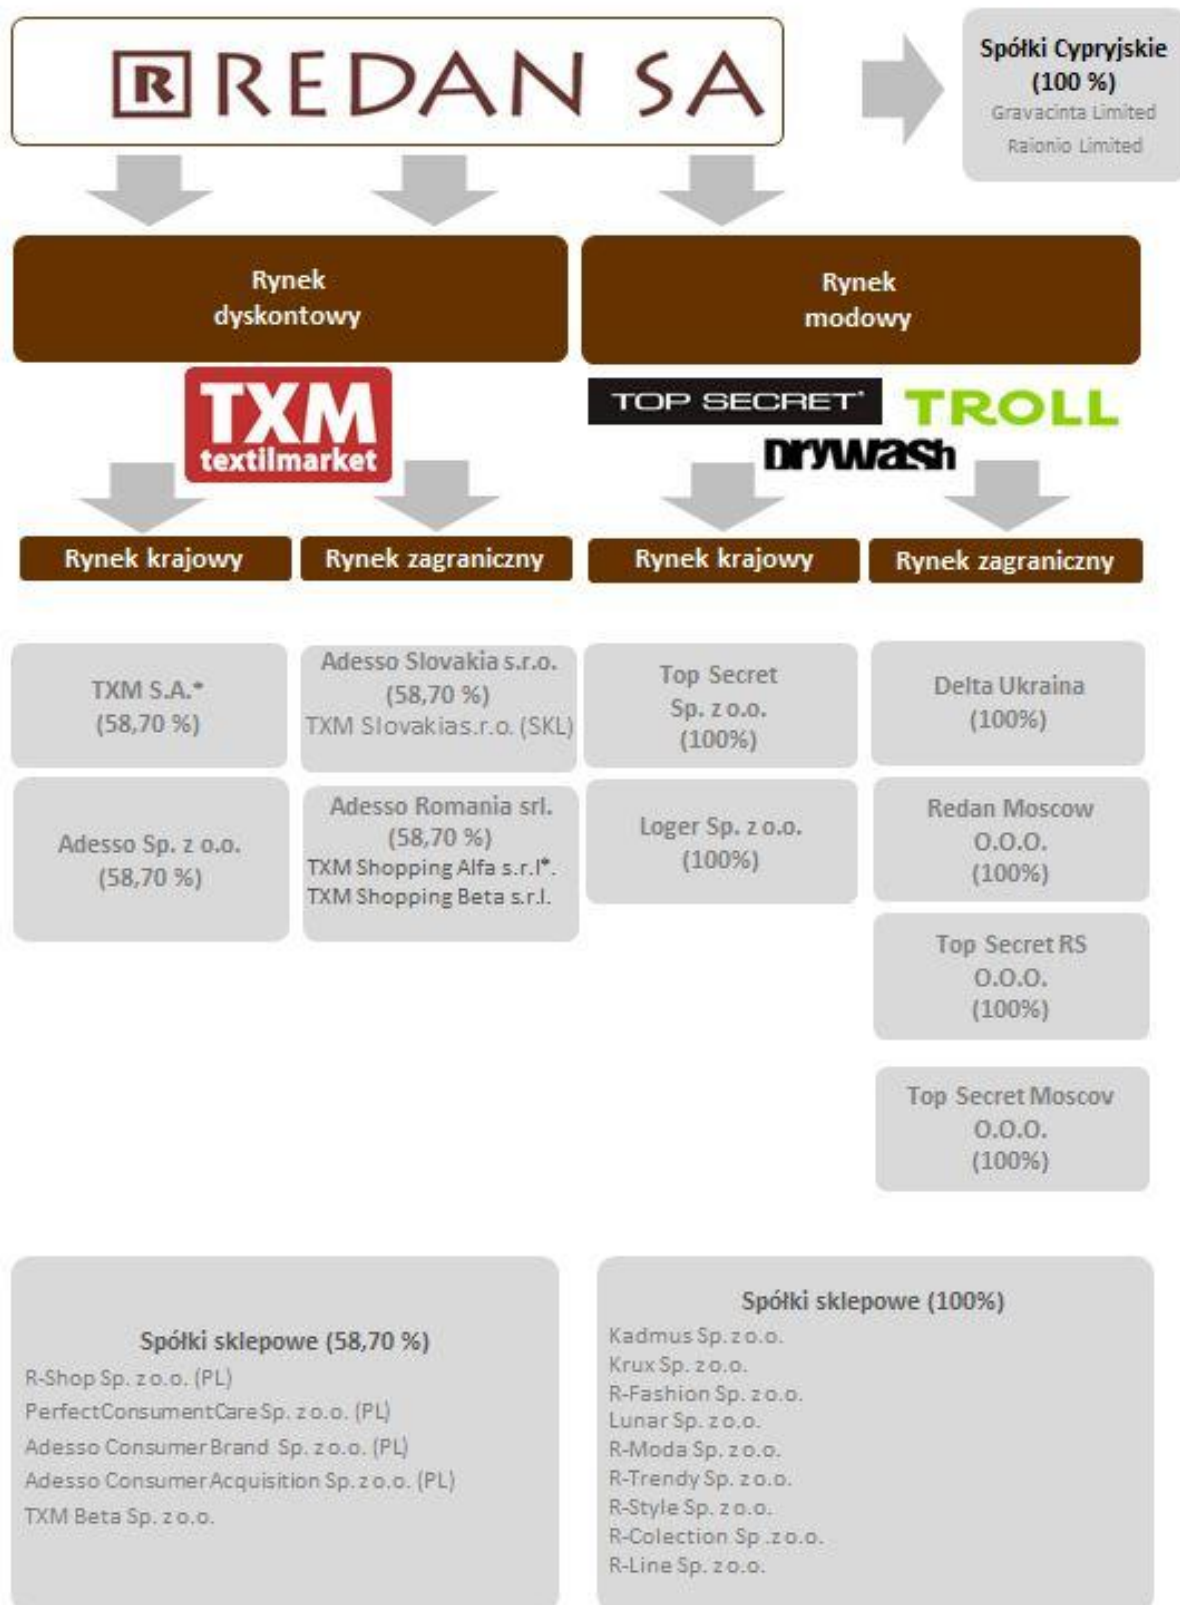 R REDAN SA
Spółki Cypryjskie
(100 %)
Gravacinta Limited
Raionio Limited
Rynek
dyskontowy
Rynek
modowy
TXM
textilmarket
TOP SECRET
TROLL
Drywash
Rynek krajowy
Rynek zagraniczny
Rynek krajowy
Rynek zagraniczny
TXM S.A.*
(58,70 %)
Adesso Sp. z o.o.
(58,70 %)
Adesso Slovakia s.r.o.
(58,70 %)
TXM Slovakia s.r.o. (SKL)
Adesso Romania srl.
(58,70 %)
TXM Shopping Alfa s.r.l*.
TXM Shopping Beta s.r.l.
Top Secret
Sp. z o.o.
(100%)
Loger Sp. z o.o.
(100%)
Delta Ukraina
(100%)
Redan Moscow
O.O.O.
(100%)
Top Secret RS
O.O.O.
(100%)
Top Secret Moscov
O.O.O.
(100%)
Spółki sklepowe (58,70 %)
R-Shop Sp. z o.o. (PL)
PerfectConsumentCare Sp. z o.o. (PL)
Adesso Consumer Brand Sp. z o.o. (PL)
Adesso Consumer Acquisition Sp. z o.o. (PL)
TXM Beta Sp. z o.o.
Spółki sklepowe (100%)
Kadmus Sp. z o.o.
Krux Sp. z o.o.
R-Fashion Sp. z o.o.
Lunar Sp. z o.o.
R-Moda Sp. z o.o.
R-Trendy Sp. z o.o.
R-Style Sp. z o.o.
R-Colection Sp .z o.o.
R-Line Sp. z o.o.